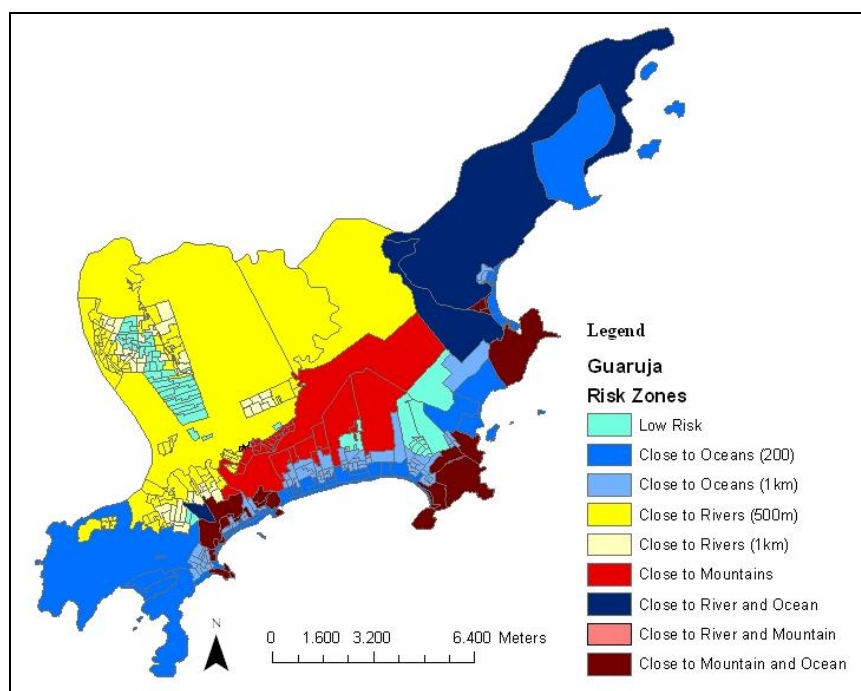 Legend
Guaruja
Risk Zones
Low Risk
Close to Oceans (200)
Close to Oceans (1km)
Close to Rivers (500m)
Close to Rivers (1km)
Close to Mountains
Close to River and Ocean
Close to River and Mountain
Close to Mountain and Ocean
N
0 1.600 3.200 6.400 Meters